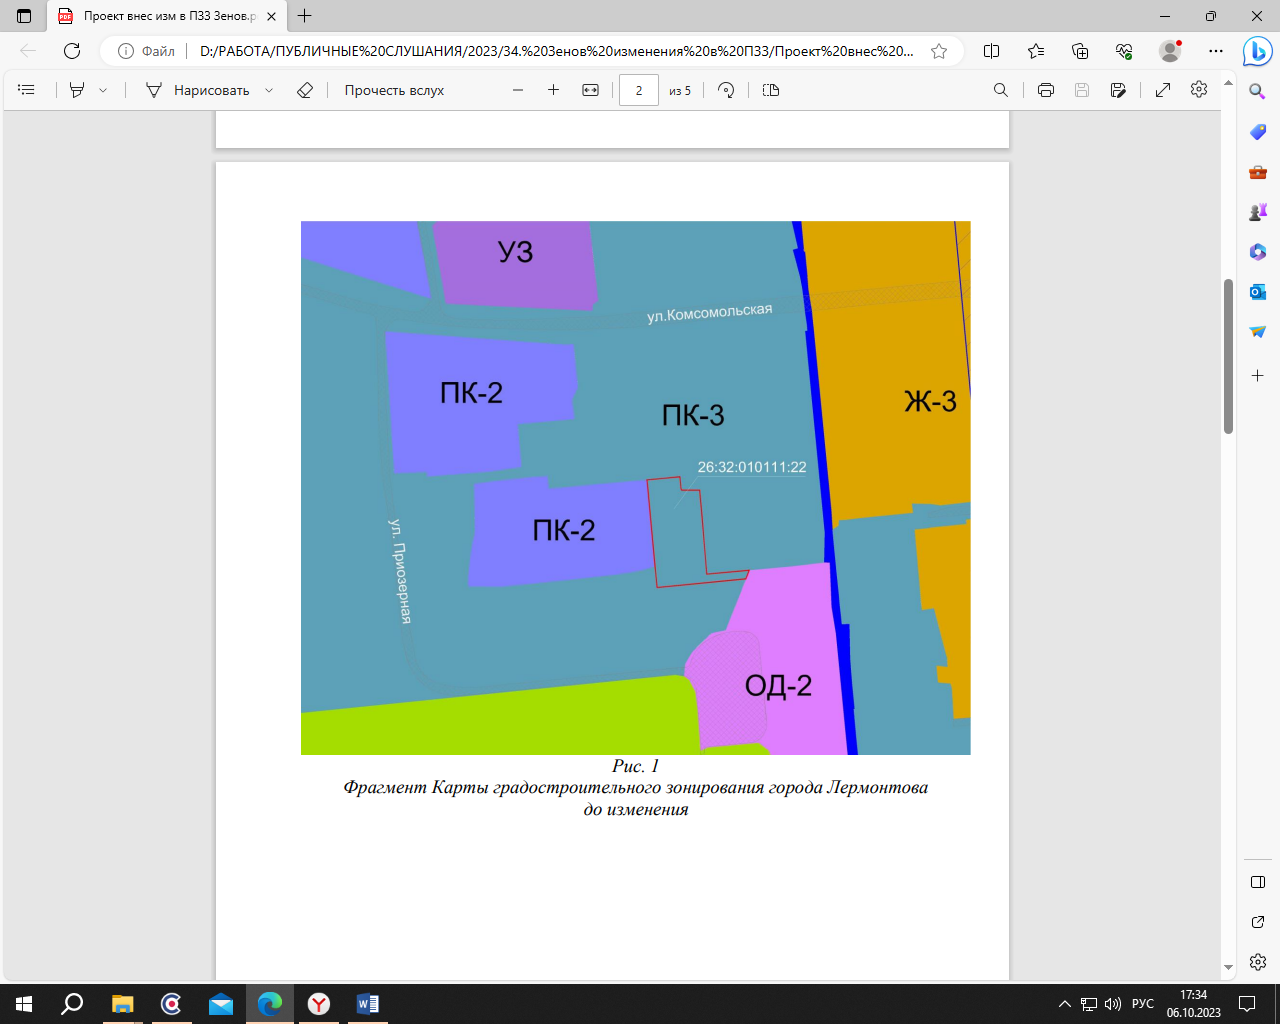 Проект внес изм в ПЗЗ Зенов.p
Файл
D:/РАБОТА/ПУБЛИЧНЫЕ%20СЛУШАНИЯ/2023/34.%20Зенов%20изменения%20в%20ПЗЗ/Проект%20внес%20...
Нарисовать
Прочесть вслух
2
из 5
УЗ
ул.Комсомольская
ПК-2
ПК-3
Ж-3
26:32:010111:22
ПК-2
ул. Приозерная
ОД-2
Рис. 1
Фрагмент Карты градостроительного зонирования города Лермонтова
до изменения
РУС
17:34
06.10.2023